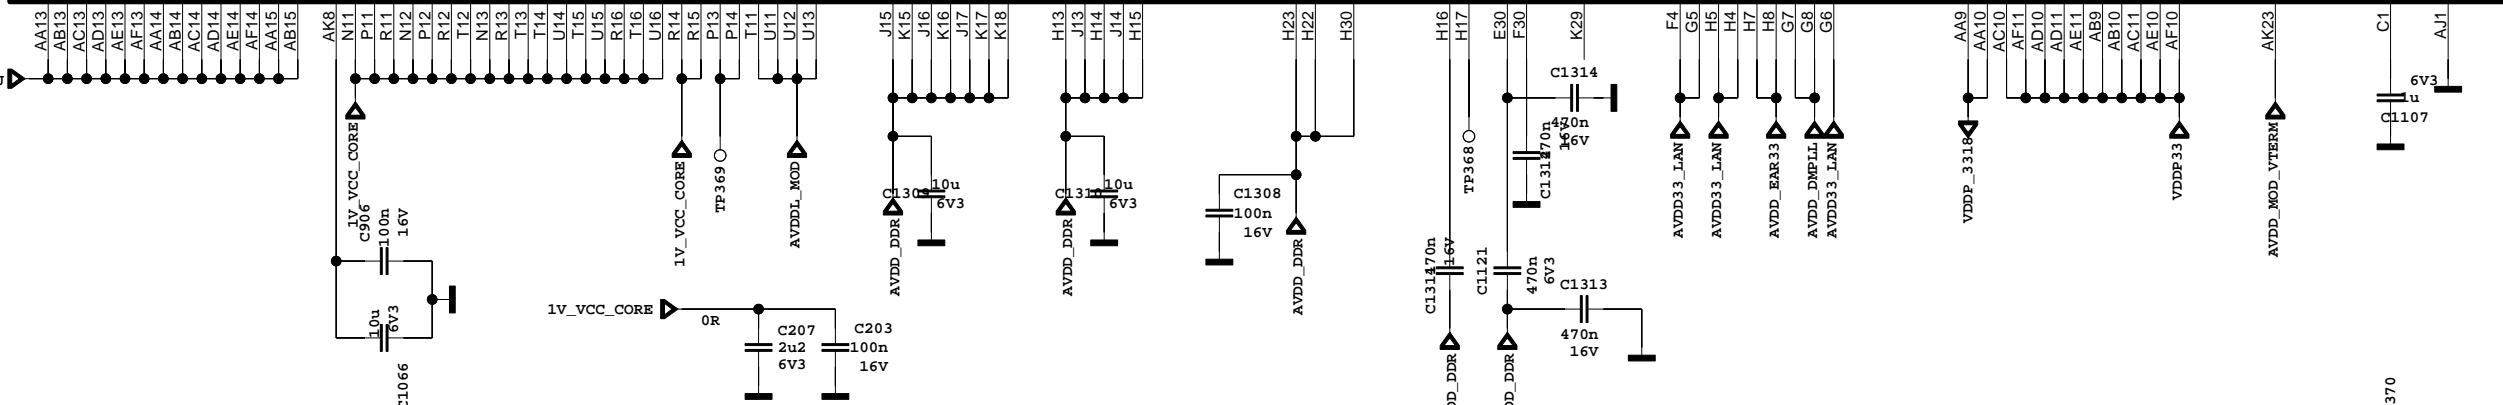 AA13
AB13
AC13
AD13
AE13
AF13
AA14
AB14
AC14
AD14
AE14
AF14
AA15
AB15
AK8
N11
P11
R11
N12
P12
R12
T12
N13
R13
T13
T14
U14
T15
U15
R16
T16
U16
R14
R15
P13
P14
T11
U11
U12
U13
J15
K15
J16
K16
J17
K17
K18
H13
J13
H14
J14
H15
H23
H22
H30
H16
H17
E30
F30
K29
F4
G5
H5
H4
H7
H8
G7
G8
G6
AA9
AA10
AC10
AF11
AD10
AD11
AE11
AB9
AB10
AC11
AE10
AF10
AK23
C1
AJ1
1V_VCC_CORE
C906
100n
16V
10u
6V3
C1066
1V_VCC_CORE
TP369
AVDDL_MOD
1V_VCC_CORE
0R
C207
2u2
6V3
C203
100n
16V
C1309
10u
6V3
AVDD_DDR
C1310
10u
6V3
AVDD_DDR
C1308
100n
16V
AVDD_DDR
TP368
470n
16V
C1121
470n
6V3
C1314
470n
16V
470n
16V
C1313
470n
16V
DD_DDR
DD_DDR
AVDD33_LAN
AVDD33_LAN
AVDD_EAR33
AVDD_DMPLL
AVDD33_LAN
VDDP_3318
VDDP33
AVDD_MOD_VTERM
6V3
1u
C1107
370